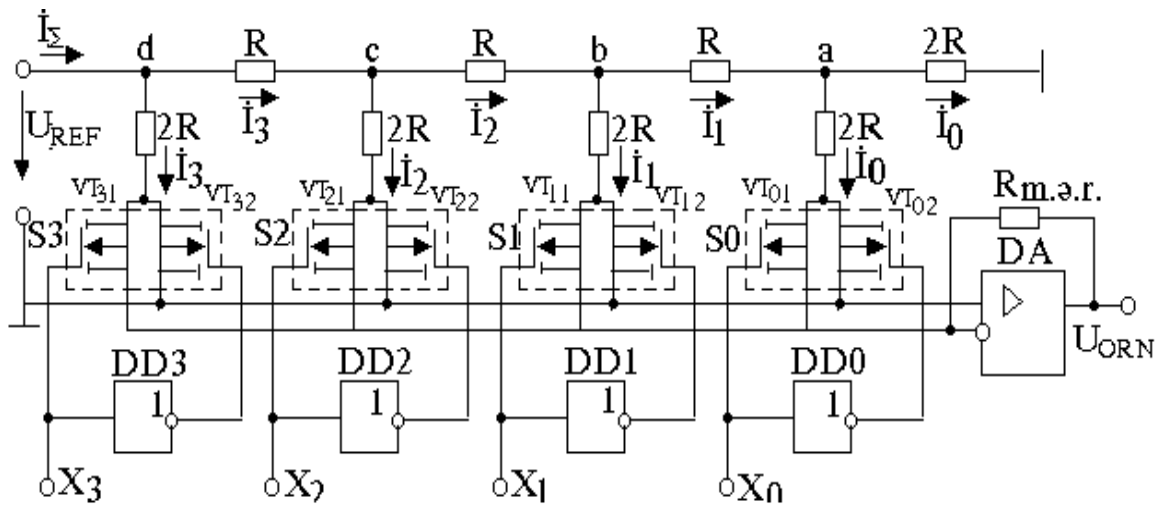 İΣ d R c R b R a 2R
İ3 İ2 İ1 İ0
UREF 2R 2R 2R 2R
İ3 İ2 İ1 İ0
VT31 VT32 VT21 VT22 VT11 VT12 VT01 VT02 Rm.ə.r.
S3 S2 S1 S0 DA
UORN
DD3 DD2 DD1 DD0
1 1 1 1
X3 X2 X1 X0